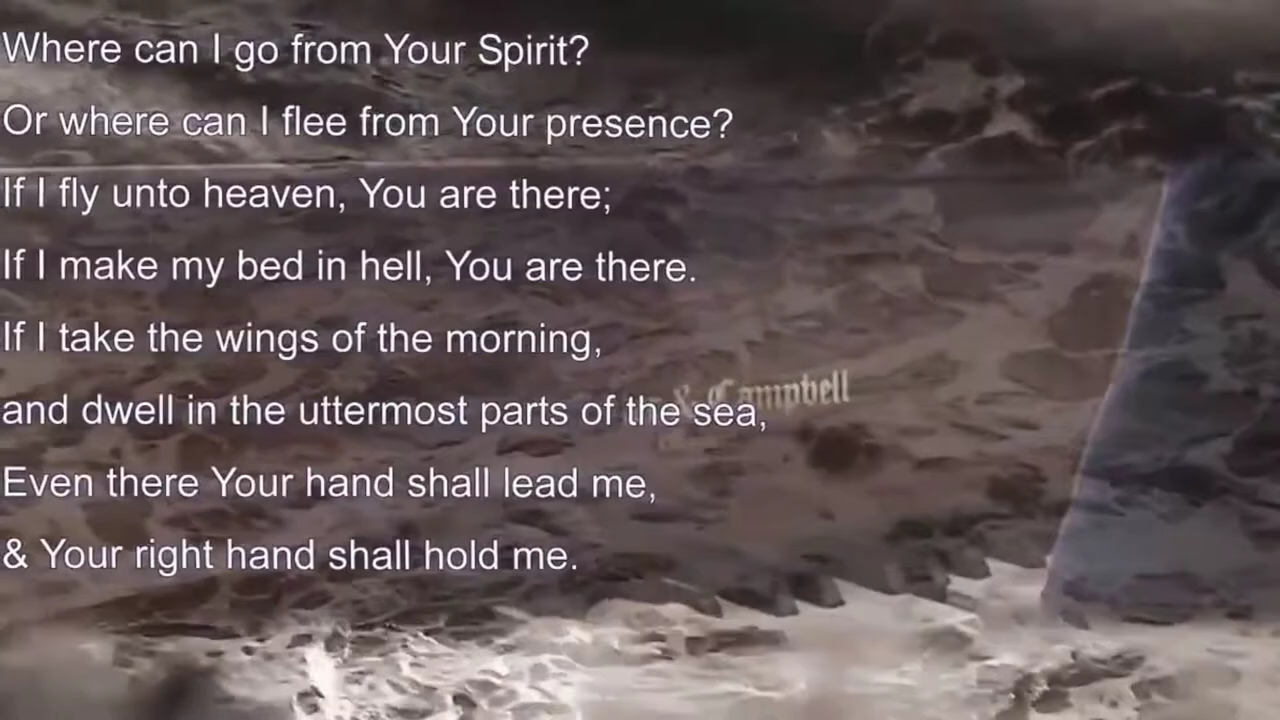 Where can I go from Your Spirit?
Or where can I flee from Your presence?
If I fly unto heaven, You are there;
If I make my bed in hell, You are there.
If I take the wings of the morning,
& Campbell
and dwell in the uttermost parts of the sea,
Even there Your hand shall lead me,
& Your right hand shall hold me.